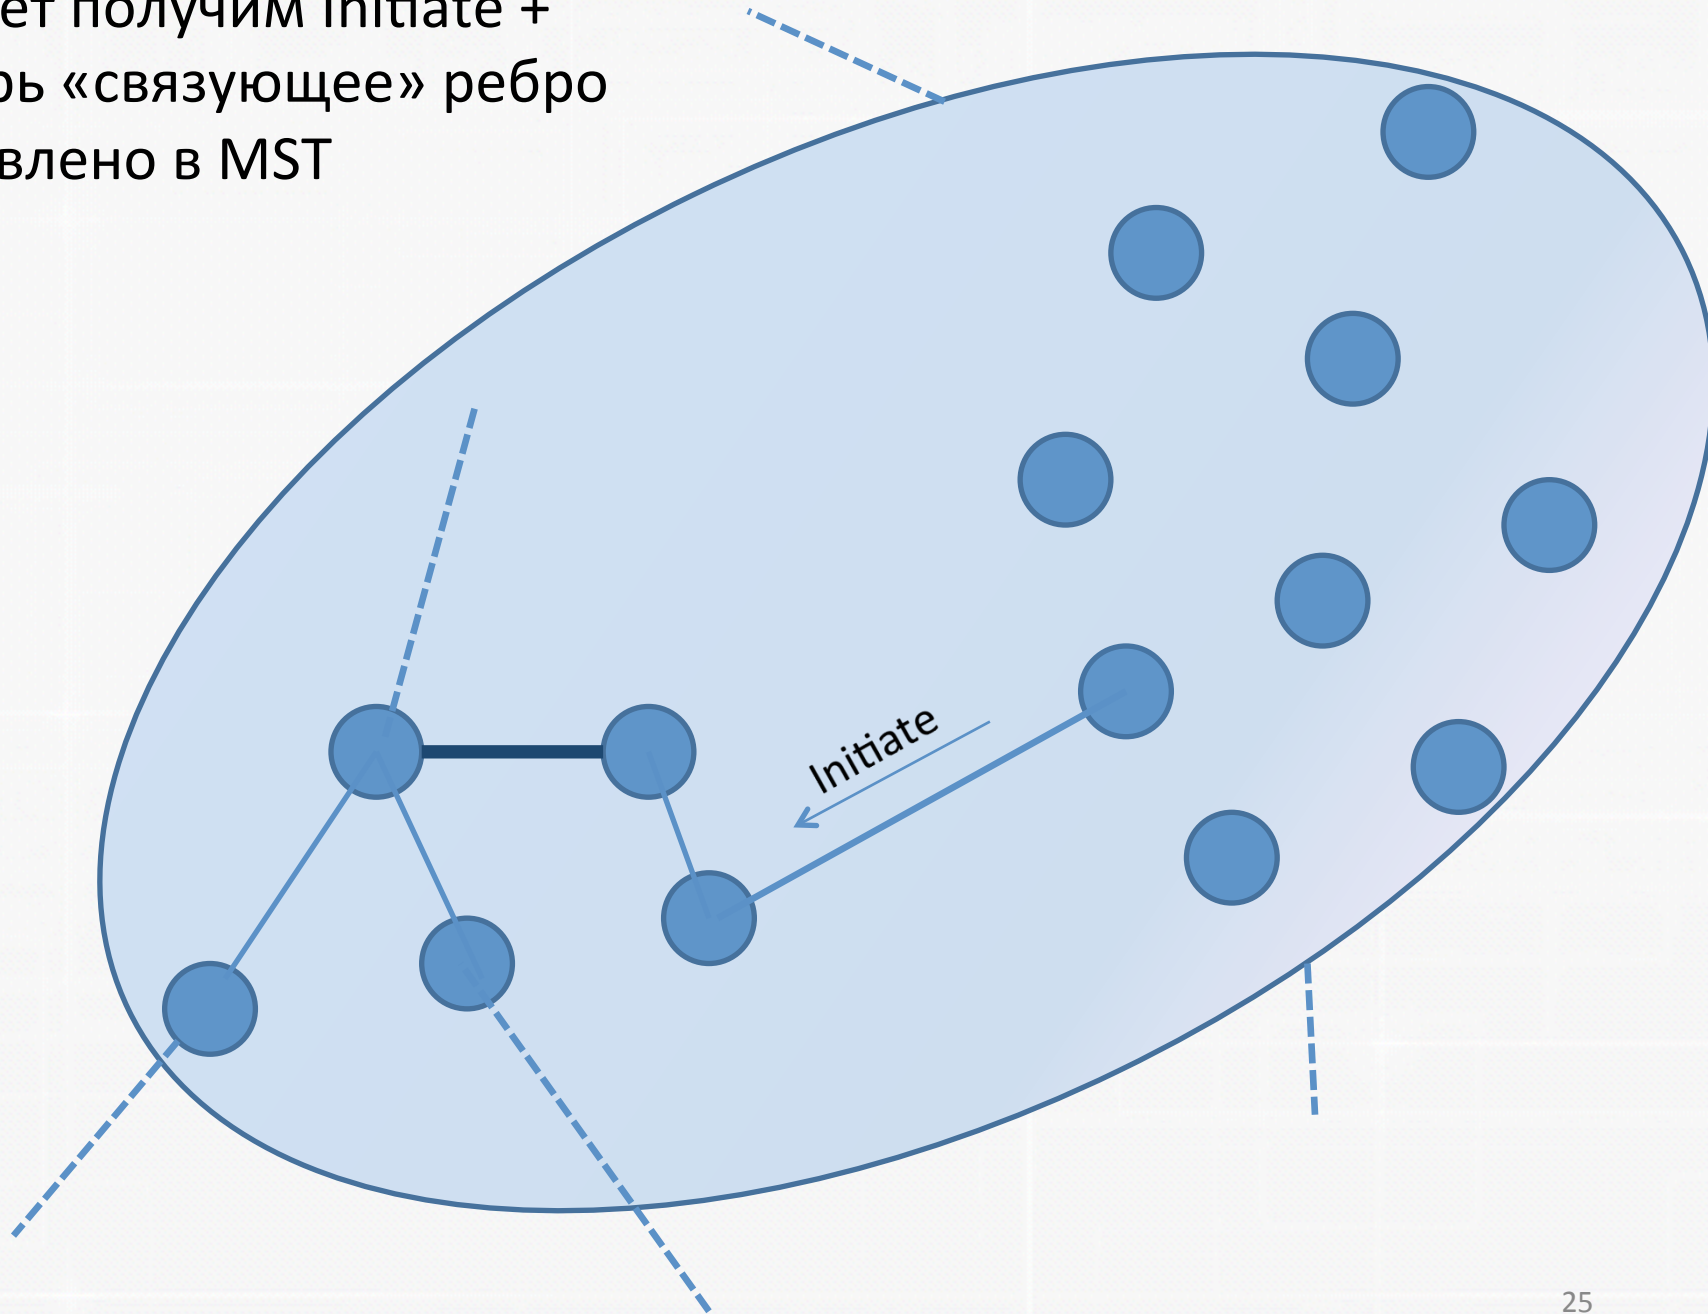 ет получим Initiate +
рь «связующее» ребро
влено в MST
Initiate
25